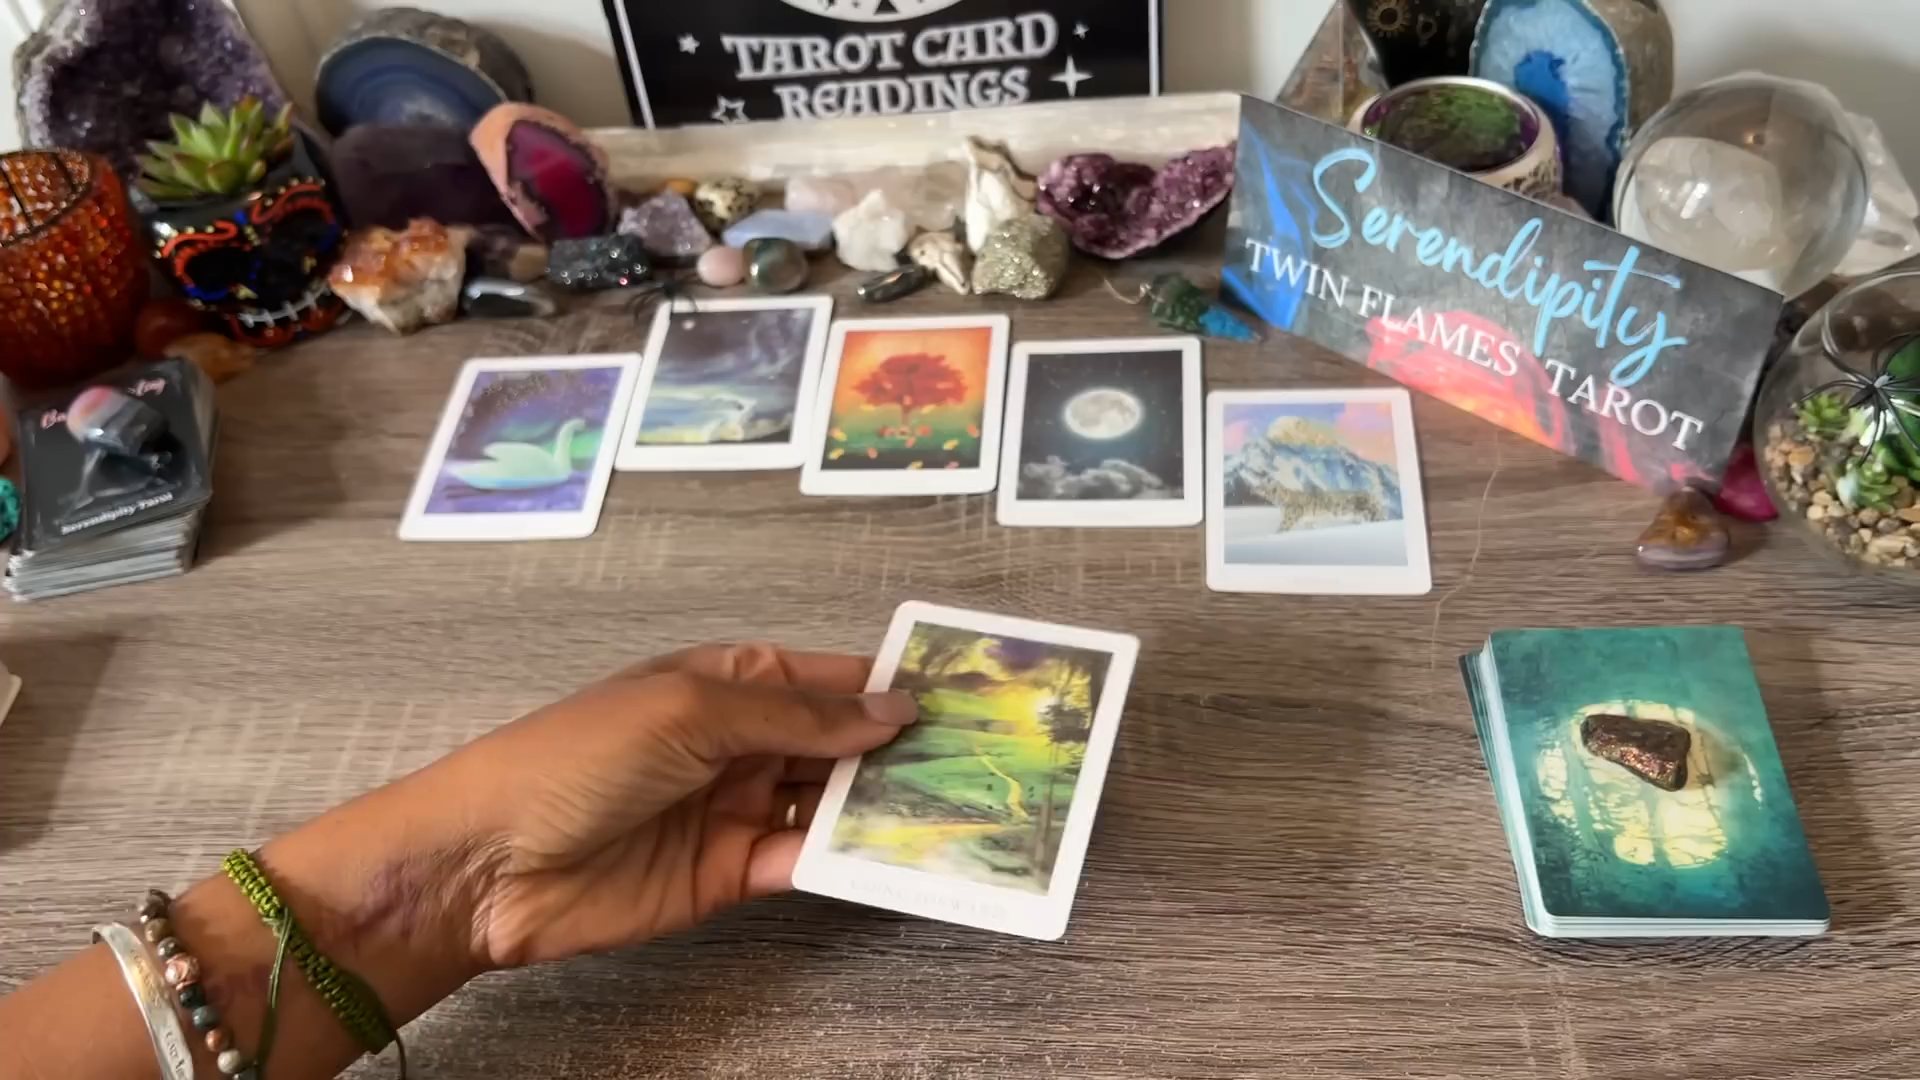 TAROT CARD
READINGS
Serendipity
TWIN FLAMES TAROT
Serendipity Tarot